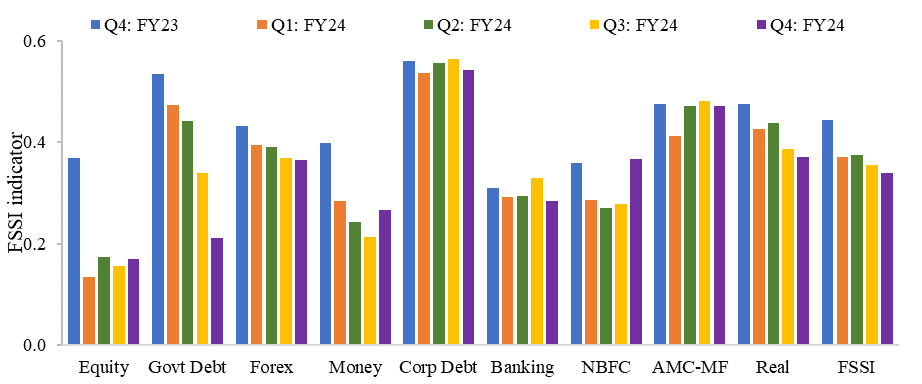 Q4: FY23 Q1: FY24 Q2: FY24 Q3: FY24 Q4: FY24
0.6
0.4
0.2
0.0
FSSI indicator
Equity Govt Debt Forex Money Corp Debt Banking NBFC AMC-MF Real FSSI